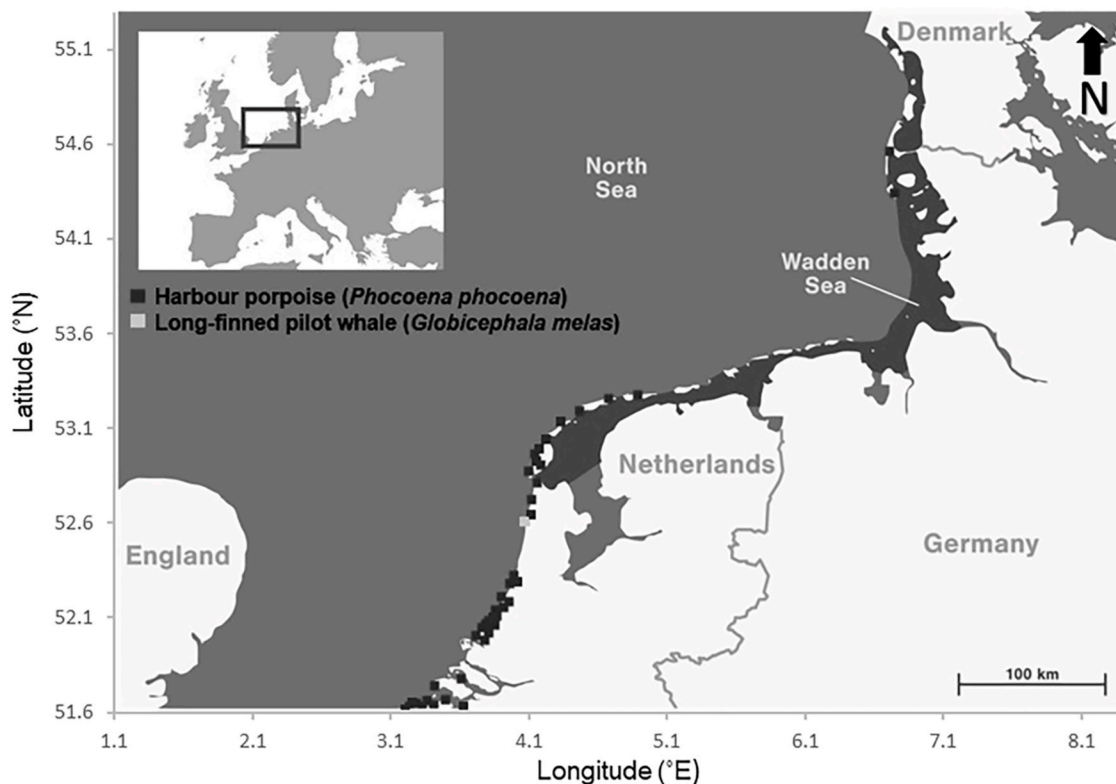 55.1
54.6
54.1
53.6
53.1
52.6
52.1
51.6
Latitude (°N)
Denmark
N
North
Sea
Wadden
Sea
Harbour porpoise (Phocoena phocoena)
Long-finned pilot whale (Globicephala melas)
Netherlands
England
Germany
100 km
1.1
2.1
3.1
4.1
5.1
6.1
7.1
8.1
Longitude (°E)